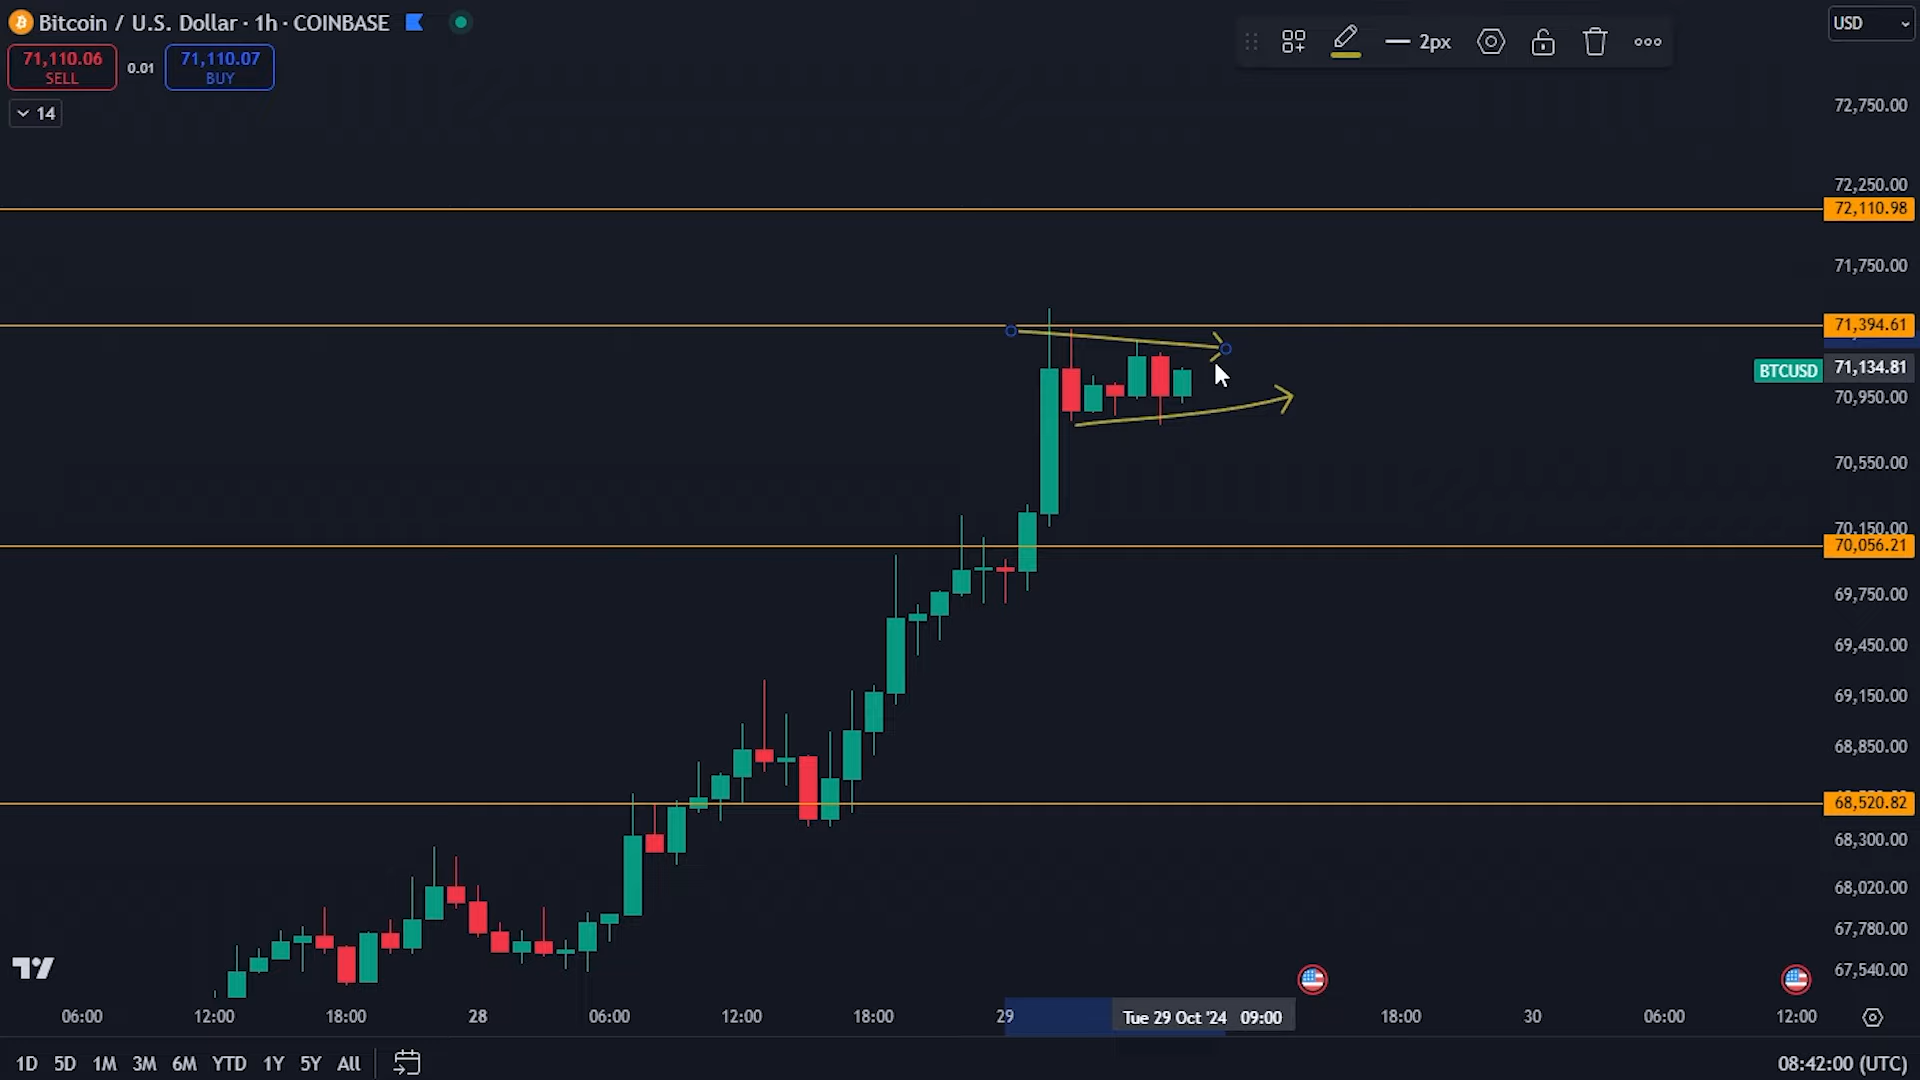 Bitcoin / U.S. Dollar · 1h · COINBASE
USD
71,110.06
SELL
0.01
71,110.07
BUY
2px
14
72,750.00
72,250.00
72,110.98
71,750.00
71,394.61
BTCUSD
71,134.81
70,950.00
70,550.00
70,150.00
70,056.21
69,750.00
69,450.00
69,150.00
68,850.00
68,520.82
68,300.00
68,020.00
67,780.00
67,540.00
06:00 12:00 18:00 28 06:00 12:00 18:00 29 Tue 29 Oct '24 09:00 18:00 30 06:00 12:00
1D 5D 1M 3M 6M YTD 1Y 5Y All
08:42:00 (UTC)